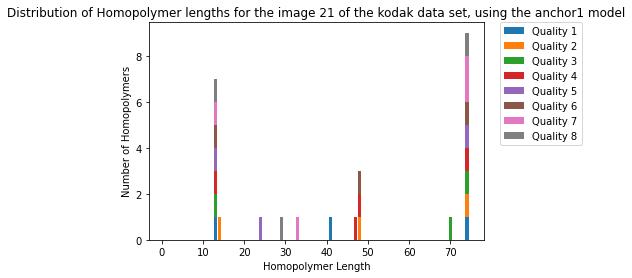 Distribution of Homopolymer lengths for the image 21 of the kodak data set, using the anchor1 model
Number of Homopolymers
8
6
4
2
0
0 10 20 30 40 50 60 70
Homopolymer Length
Quality 1
Quality 2
Quality 3
Quality 4
Quality 5
Quality 6
Quality 7
Quality 8